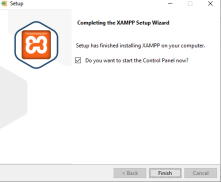 Setup
Completing the XAMPP Setup Wizard
Setup has finished installing XAMPP on your computer.
Do you want to start the Control Panel now?
< Back
Finish
Cancel